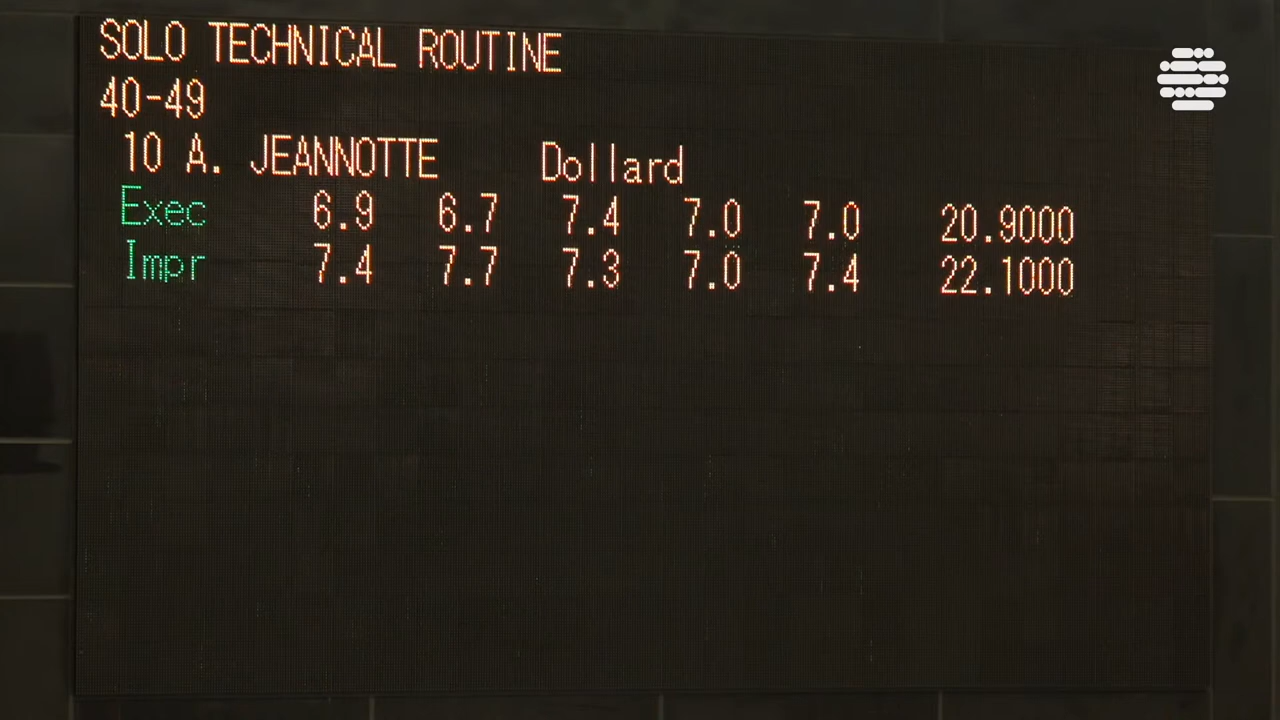 SOLO TECHNICAL ROUTINE
40-49
10 A. JEANNOTTE Dollard
Exec 6.9 6.7 7.4 7.0 7.0 20.9000
Impr 7.4 7.7 7.3 7.0 7.4 22.1000